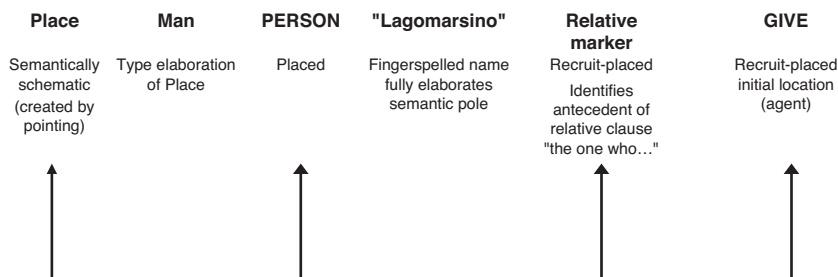 Place
Semantically
schematic
(created by
pointing)
Man
Type elaboration
of Place
PERSON
Placed
"Lagomarsino"
Fingerspelled name
fully elaborates
semantic pole
Relative
marker
Recruit-placed
Identifies
antecedent of
relative clause
"the one who…"
GIVE
Recruit-placed
initial location
(agent)